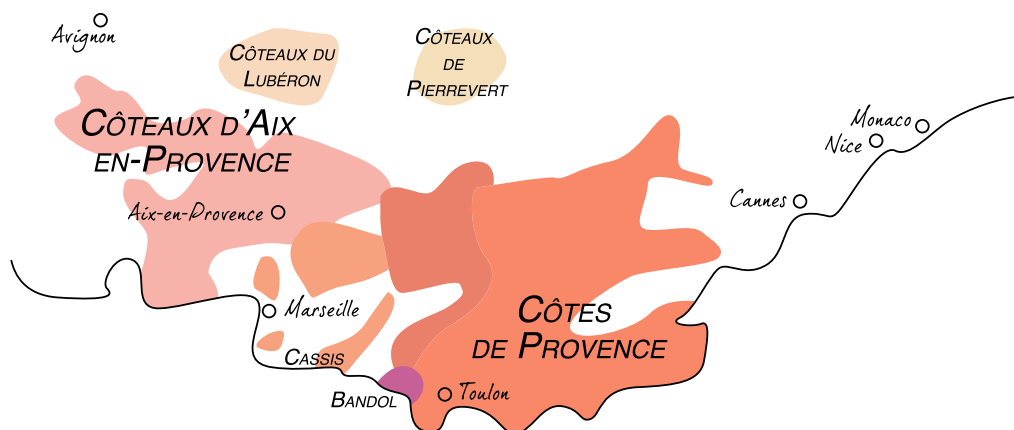 Avignon
CÔTEAUX DU
LUBÉRON
CÔTEAUX
DE
PIERREVERT
CÔTEAUX D'AIX
EN-PROVENCE
Monaco
Nice
Aix-en-Provence
Cannes
Marseille
CÔTES
DE PROVENCE
CASSIS
BANDOL
Toulon